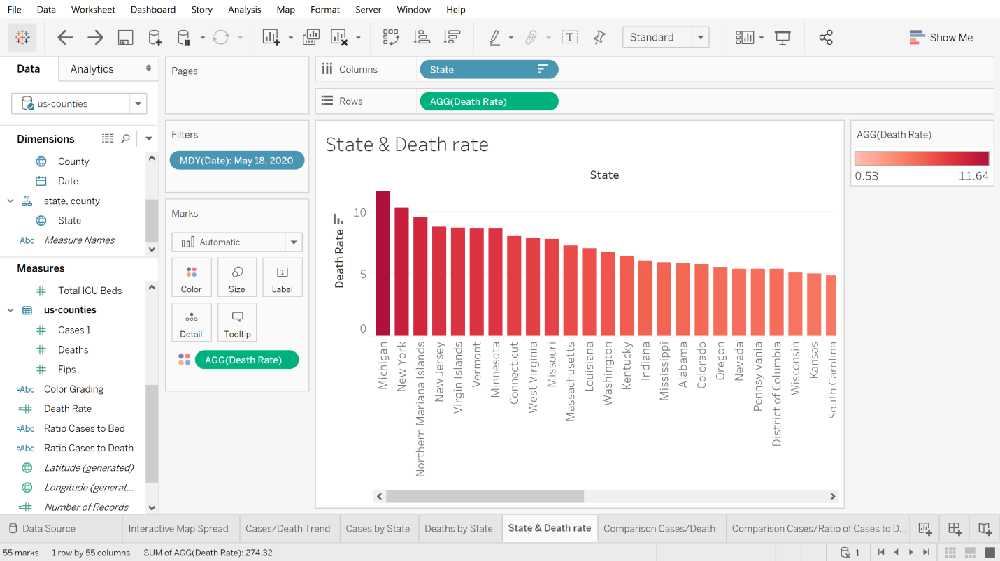 File Data Worksheet Dashboard Story Analysis Map Format Server Window Help
Standard
Show Me
Data
Analytics
us-counties
Dimensions
County
Date
state, county
State
Abc Measure Names
Measures
Total ICU Beds
us-counties
Cases 1
Deaths
Fips
=Abc Color Grading
Death Rate
=Abc Ratio Cases to Bed
=Abc Ratio Cases to Death
Latitude (generated)
Longitude (generat...
Number of Records
Pages
Filters
MDY(Date): May 18, 2020
Marks
Automatic
Color Size Label
Detail Tooltip
AGG(Death Rate)
Columns State
Rows AGG(Death Rate)
State & Death rate
State
Death Rate
10
5
0
Michigan
New York
Northern Mariana Islands
New Jersey
Virgin Islands
Vermont
Minnesota
Connecticut
West Virginia
Missouri
Massachusetts
Louisiana
Washington
Kentucky
Indiana
Mississippi
Alabama
Colorado
Oregon
Nevada
Pennsylvania
District of Columbia
Wisconsin
Kansas
South Carolina
AGG(Death Rate)
0.53 11.64
Data Source Interactive Map Spread Cases/Death Trend Cases by State Deaths by State State & Death rate Comparison Cases/Death Comparison Cases/Ratio of Cases to D...
55 marks 1 row by 55 columns SUM of AGG(Death Rate): 274.32 1